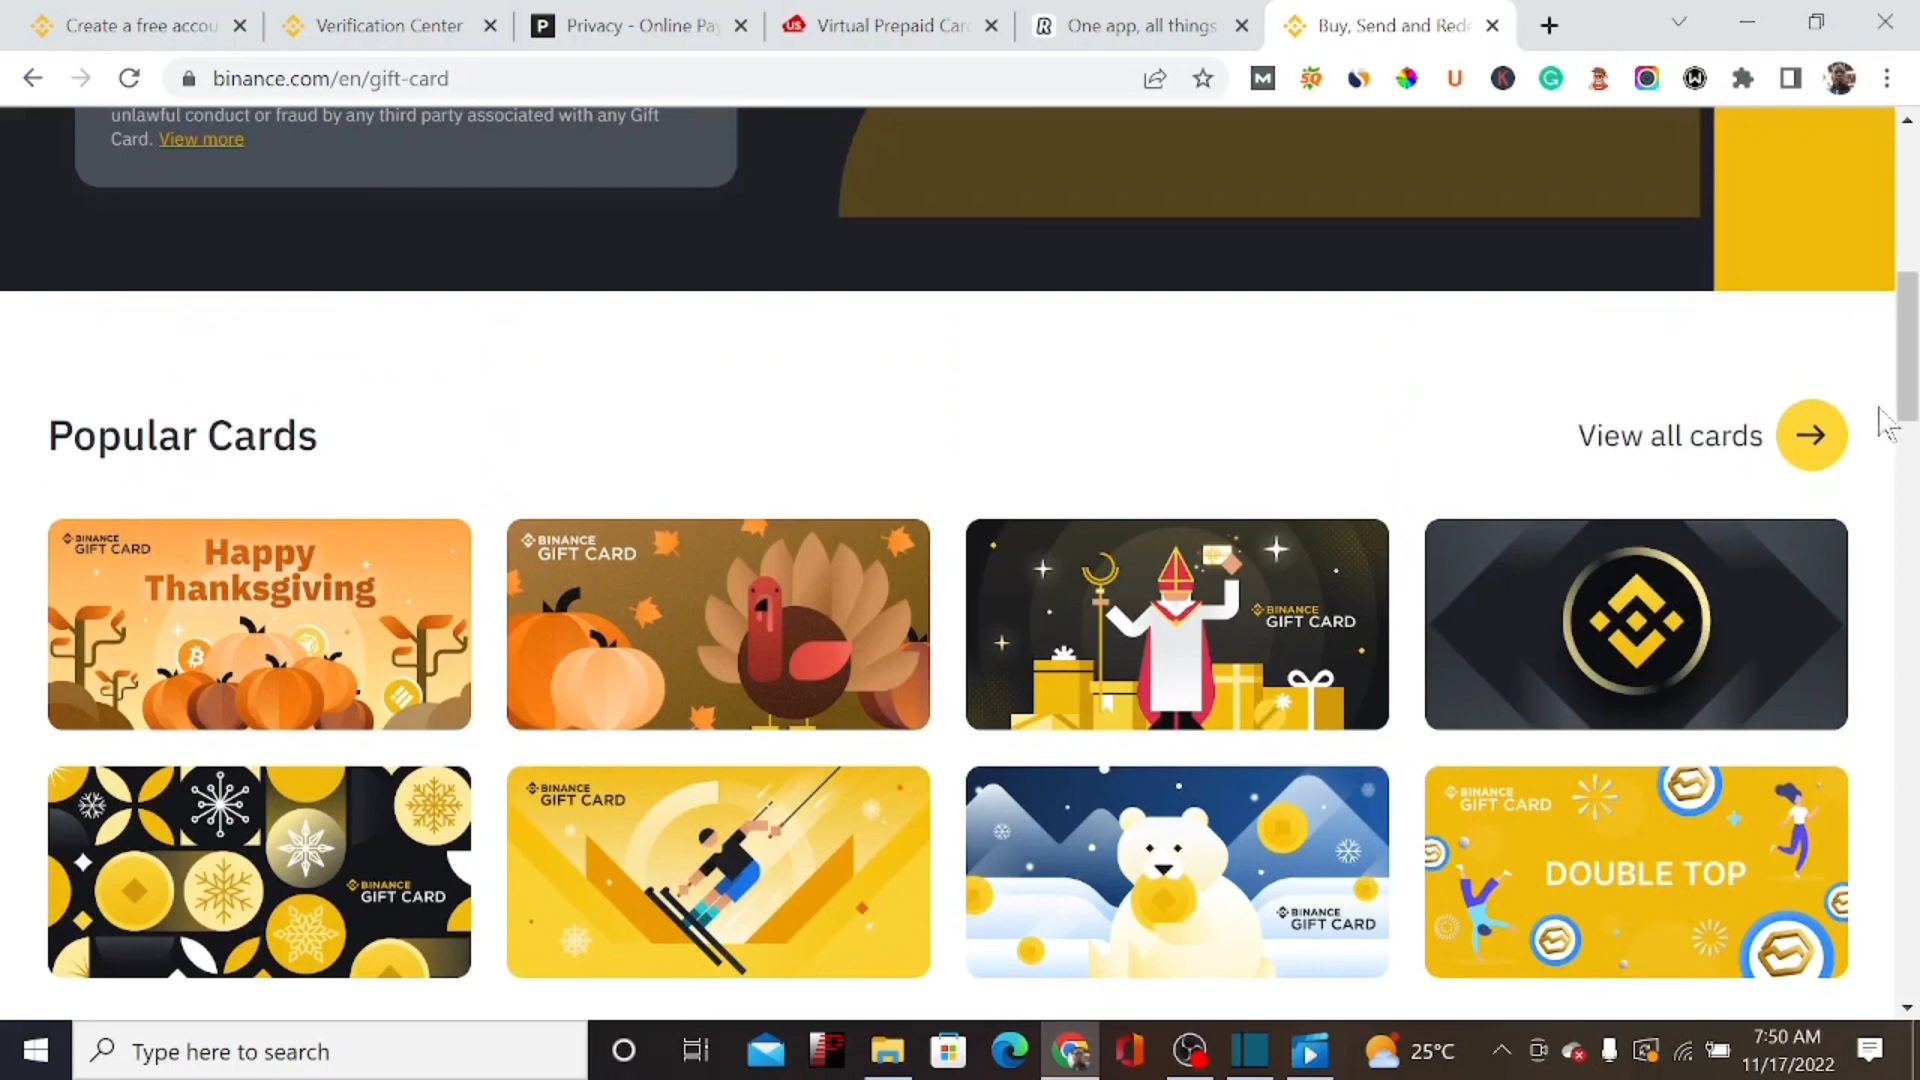 Create a free accou
Verification Center
Privacy - Online Pay
Virtual Prepaid Car
One app, all things
Buy, Send and Rede
binance.com/en/gift-card
unlawful conduct or fraud by any third party associated with any Gift
Card. View more
Popular Cards
View all cards
BINANCE
GIFT CARD
Happy
Thanksgiving
BINANCE
GIFT CARD
BINANCE
GIFT CARD
BINANCE
GIFT CARD
BINANCE
GIFT CARD
BINANCE
GIFT CARD
BINANCE
GIFT CARD
DOUBLE TOP
Type here to search
25°C
7:50 AM
11/17/2022